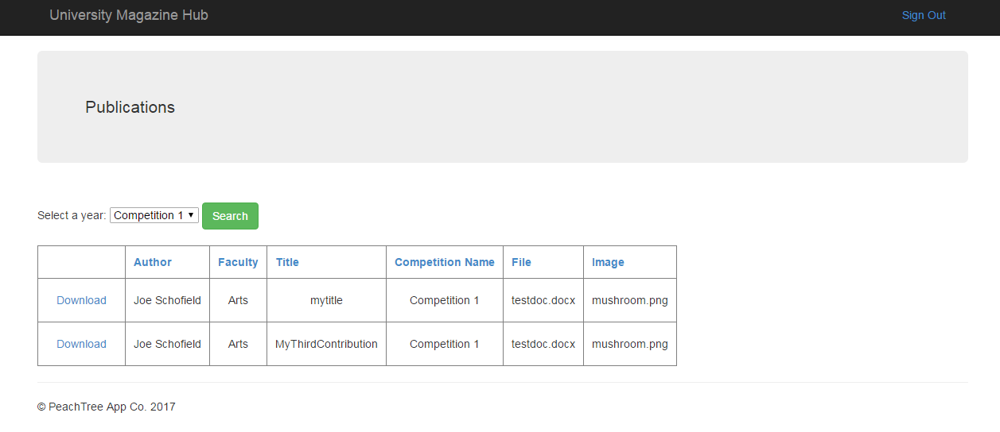 University Magazine Hub Sign Out
Publications
Select a year: Competition 1 Search
Author Faculty Title Competition Name File Image
Download Joe Schofield Arts mytitle Competition 1 testdoc.docx mushroom.png
Download Joe Schofield Arts MyThirdContribution Competition 1 testdoc.docx mushroom.png
© PeachTree App Co. 2017